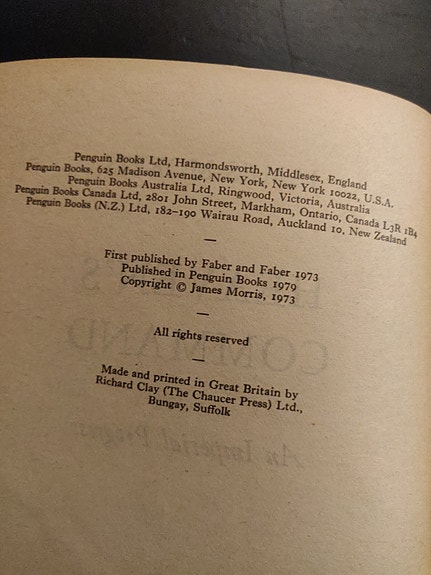 Penguin Books Ltd, Harmondsworth, Middlesex, England
Penguin Books, 625 Madison Avenue, New York, New York 10022, U.S.A.
Penguin Books Australia Ltd, Ringwood, Victoria, Australia
Penguin Books Canada Ltd, 2801 John Street, Markham, Ontario, Canada L3R 1B4
Penguin Books (N.Z.) Ltd, 182–190 Wairau Road, Auckland 10, New Zealand
—
First published by Faber and Faber 1973
Published in Penguin Books 1979
Copyright © James Morris, 1973
—
All rights reserved
—
Made and printed in Great Britain by
Richard Clay (The Chaucer Press) Ltd.,
Bungay, Suffolk